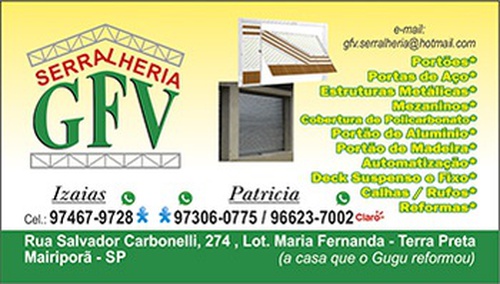 SERRALHERIA
GFV
e-mail:
gfv.serralheria@hotmail.com
Portões*
Portas de Aço*
Estruturas Metálicas*
Mezaninos*
Cobertura de Policarbonato*
Portão de Alumínio*
Portão de Madeira*
Automatização*
Deck Suspenso e Fixo*
Calhas / Rufos*
Reformas*
Izaias Patricia
Cel.: 97467-9728 97306-0775 / 96623-7002 Claro
Rua Salvador Carbonelli, 274 , Lot. Maria Fernanda - Terra Preta
Mairiporã - SP (a casa que o Gugu reformou)